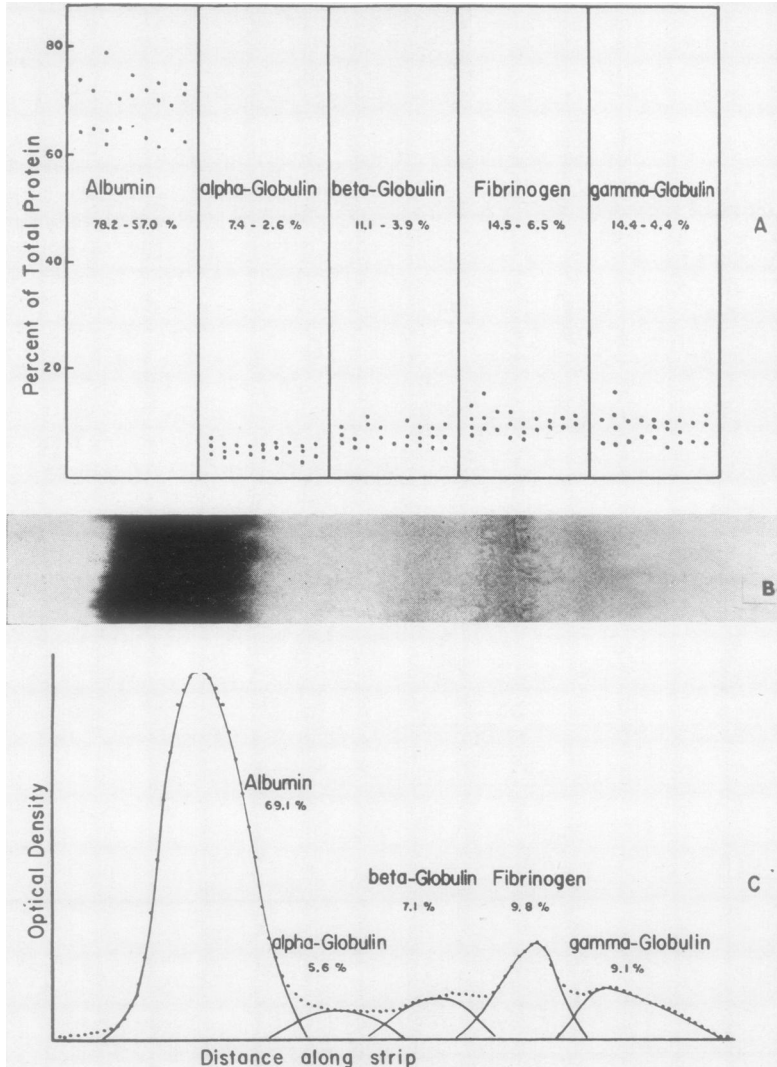 80
60
40
20
Percent of Total Protein
Albumin
78.2 - 57.0 %
alpha-Globulin
7.4 - 2.6 %
beta-Globulin
11.1 - 3.9 %
Fibrinogen
14.5 - 6.5 %
gamma-Globulin
14.4 - 4.4 %
A
B
Optical Density
Albumin
69.1 %
alpha-Globulin
5.6 %
beta-Globulin
7.1 %
Fibrinogen
9.8 %
gamma-Globulin
9.1 %
C
Distance along strip